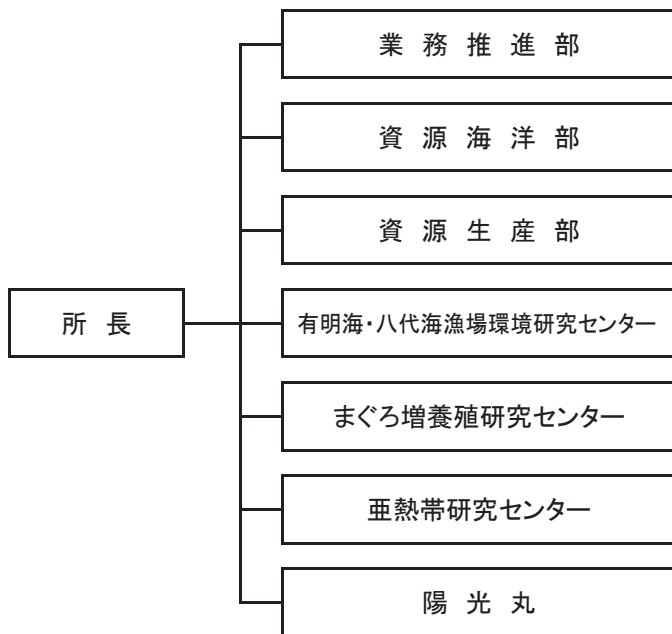 業務推進部
資源海洋部
資源生産部
所長
有明海・八代海漁場環境研究センター
まぐろ増養殖研究センター
亜熱帯研究センター
陽光丸